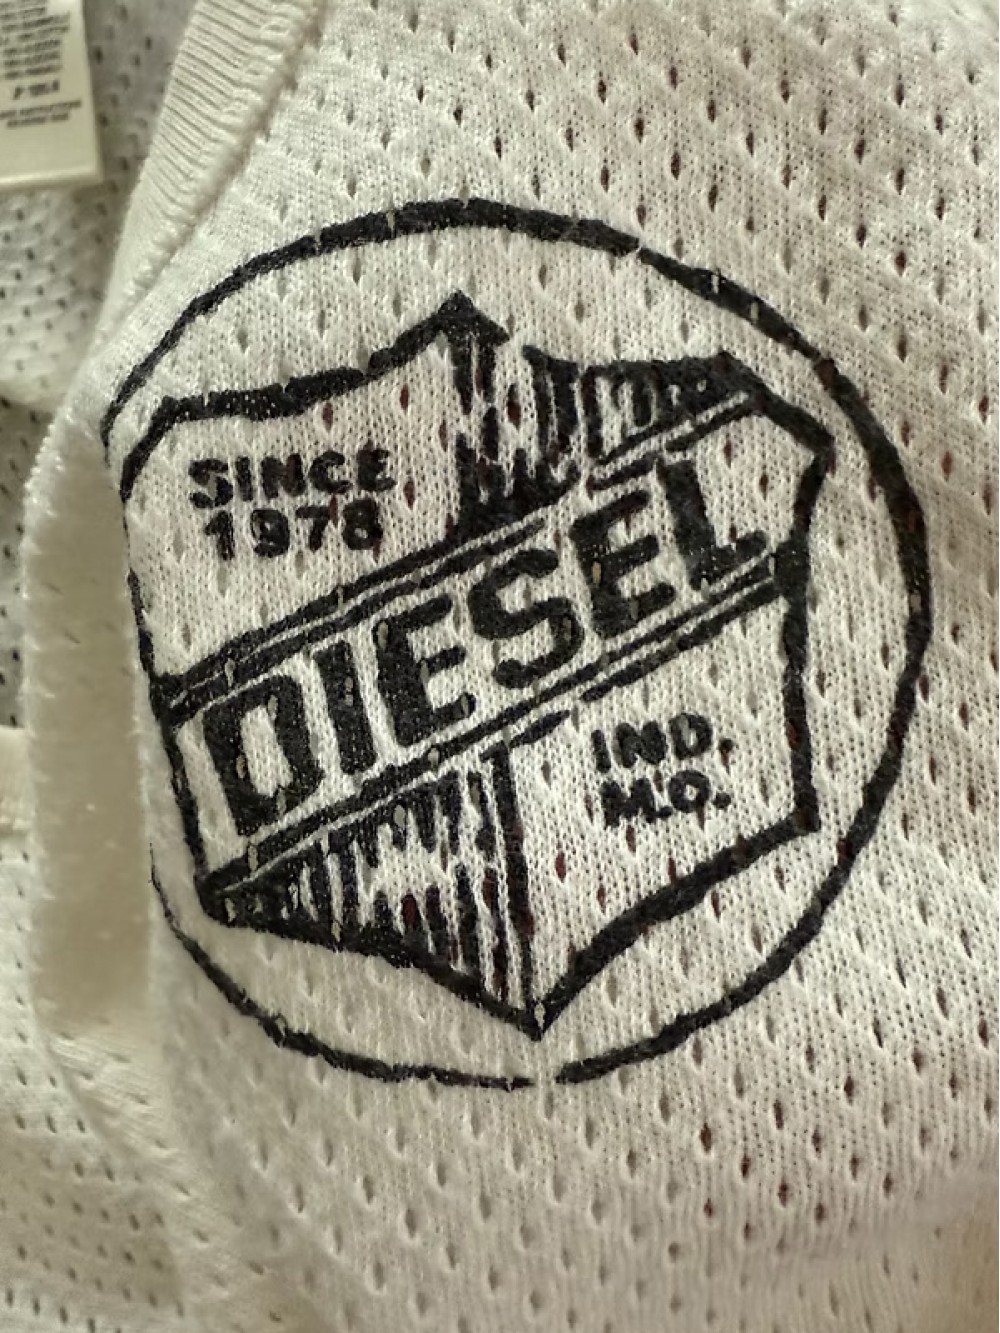 SINCE
1978
DIESEL
IND.
M.O.